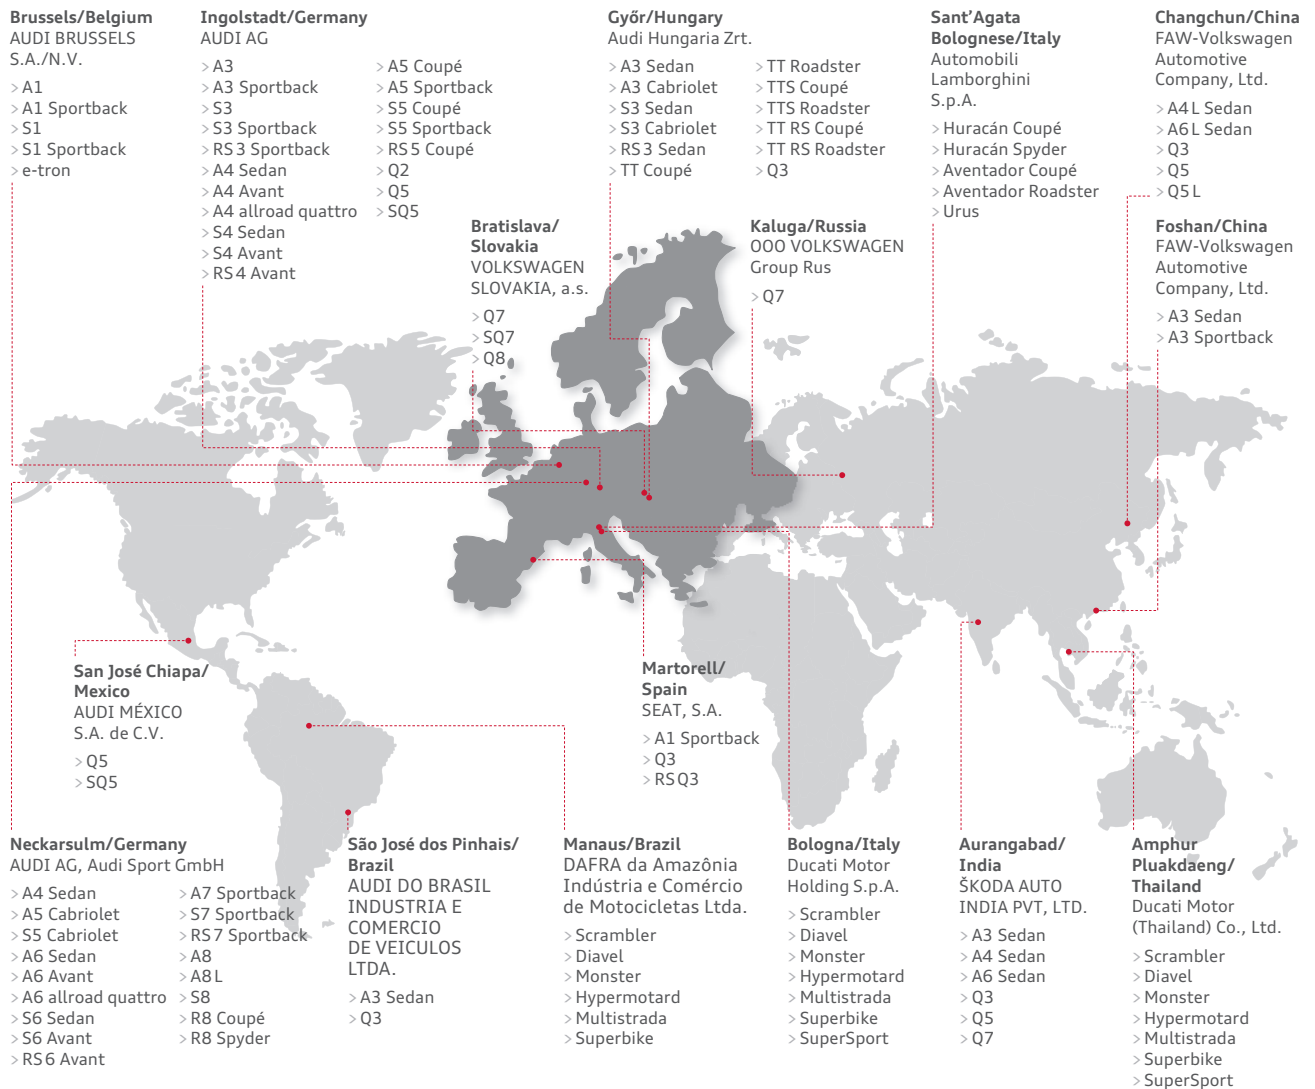 Brussels/Belgium
AUDI BRUSSELS
S.A./N.V.
> A1
> A1 Sportback
> S1
> S1 Sportback
> e-tron
Ingolstadt/Germany
AUDI AG
> A3
> A3 Sportback
> S3
> S3 Sportback
> RS 3 Sportback
> A4 Sedan
> A4 Avant
> A4 allroad quattro
> S4 Sedan
> S4 Avant
> RS 4 Avant
> A5 Coupé
> A5 Sportback
> S5 Coupé
> S5 Sportback
> RS 5 Coupé
> Q2
> Q5
> SQ5
Bratislava/
Slovakia
VOLKSWAGEN
SLOVAKIA, a.s.
> Q7
> SQ7
> Q8
Győr/Hungary
Audi Hungaria Zrt.
> A3 Sedan
> A3 Cabriolet
> S3 Sedan
> S3 Cabriolet
> RS 3 Sedan
> TT Coupé
> TT Roadster
> TTS Coupé
> TTS Roadster
> TT RS Coupé
> TT RS Roadster
> Q3
Kaluga/Russia
OOO VOLKSWAGEN
Group Rus
> Q7
Sant’Agata
Bolognese/Italy
Automobili
Lamborghini
S.p.A.
> Huracán Coupé
> Huracán Spyder
> Aventador Coupé
> Aventador Roadster
> Urus
Changchun/China
FAW-Volkswagen
Automotive
Company, Ltd.
> A4 L Sedan
> A6 L Sedan
> Q3
> Q5
> Q5 L
Foshan/China
FAW-Volkswagen
Automotive
Company, Ltd.
> A3 Sedan
> A3 Sportback
San José Chiapa/
Mexico
AUDI MÉXICO
S.A. de C.V.
> Q5
> SQ5
Martorell/
Spain
SEAT, S.A.
> A1 Sportback
> Q3
> RS Q3
Neckarsulm/Germany
AUDI AG, Audi Sport GmbH
> A4 Sedan
> A5 Cabriolet
> S5 Cabriolet
> A6 Sedan
> A6 Avant
> A6 allroad quattro
> S6 Sedan
> S6 Avant
> RS 6 Avant
> A7 Sportback
> S7 Sportback
> RS 7 Sportback
> A8
> A8 L
> S8
> R8 Coupé
> R8 Spyder
São José dos Pinhais/
Brazil
AUDI DO BRASIL
INDUSTRIA E
COMERCIO
DE VEICULOS
LTDA.
> A3 Sedan
> Q3
Manaus/Brazil
DAFRA da Amazônia
Indústria e Comércio
de Motocicletas Ltda.
> Scrambler
> Diavel
> Monster
> Hypermotard
> Multistrada
> Superbike
Bologna/Italy
Ducati Motor
Holding S.p.A.
> Scrambler
> Diavel
> Monster
> Hypermotard
> Multistrada
> Superbike
> SuperSport
Aurangabad/
India
ŠKODA AUTO
INDIA PVT, LTD.
> A3 Sedan
> A4 Sedan
> A6 Sedan
> Q3
> Q5
> Q7
Amphur
Pluakdaeng/
Thailand
Ducati Motor
(Thailand) Co., Ltd.
> Scrambler
> Diavel
> Monster
> Hypermotard
> Multistrada
> Superbike
> SuperSport